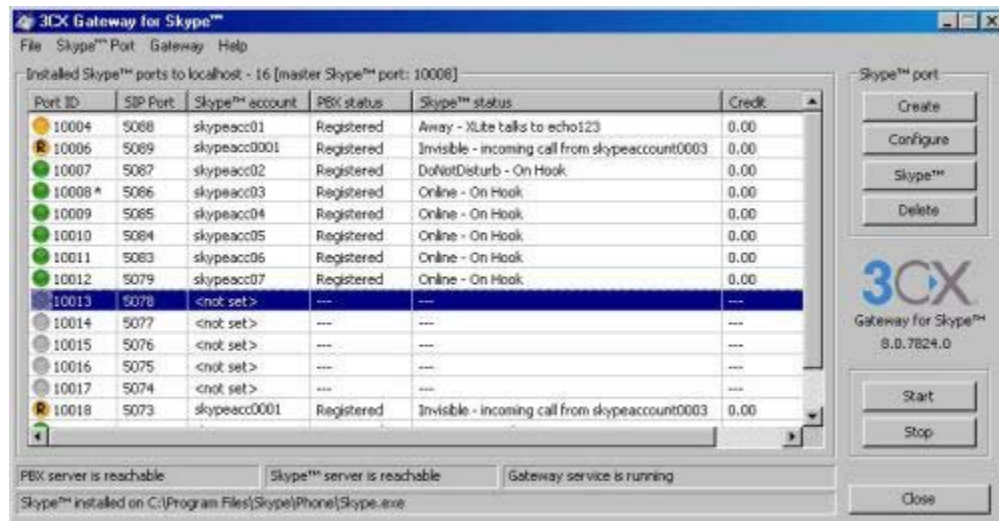 3CX Gateway for Skype™
File Skype™ Port Gateway Help
Installed Skype™ ports to localhost - 16 [master Skype™ port: 10008]
Port ID SIP Port Skype™ account PBX status Skype™ status Credit
10004 5088 skypeacc01 Registered Away - XLite talks to echo123 0.00
R 10006 5089 skypeacc0001 Registered Invisible - incoming call from skypeaccount0003 0.00
10007 5087 skypeacc02 Registered DoNotDisturb - On Hook 0.00
10008 * 5086 skypeacc03 Registered Online - On Hook 0.00
10009 5085 skypeacc04 Registered Online - On Hook 0.00
10010 5084 skypeacc05 Registered Online - On Hook 0.00
10011 5083 skypeacc06 Registered Online - On Hook 0.00
10012 5079 skypeacc07 Registered Online - On Hook 0.00
10013 5078 <not set> --- --- ---
10014 5077 <not set> --- --- ---
10015 5076 <not set> --- --- ---
10016 5075 <not set> --- --- ---
10017 5074 <not set> --- --- ---
R 10018 5073 skypeacc0001 Registered Invisible - incoming call from skypeaccount0003 0.00
Skype™ port
Create
Configure
Skype™
Delete
3CX
Gateway for Skype™
8.0.7824.0
Start
Stop
PBX server is reachable Skype™ server is reachable Gateway service is running
Skype™ installed on C:\Program Files\Skype\Phone\Skype.exe
Close